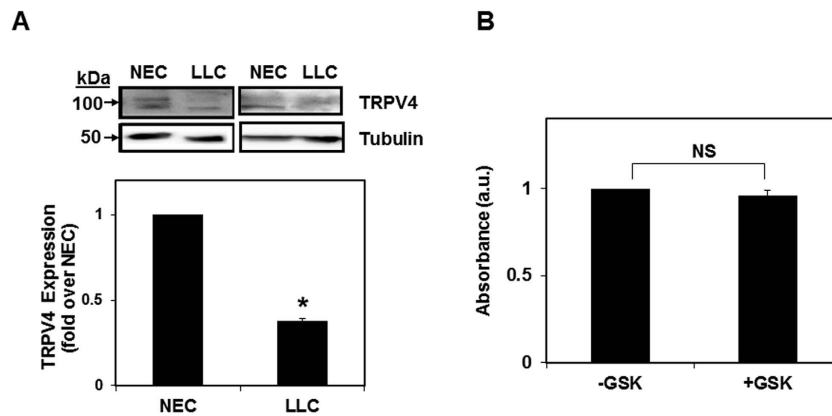 A
kDa
NEC LLC
NEC LLC
100
TRPV4
50
Tubulin
TRPV4 Expression
(fold over NEC)
1
0.5
0
*
NEC LLC
B
Absorbance (a.u.)
1
0.5
0
NS
-GSK +GSK